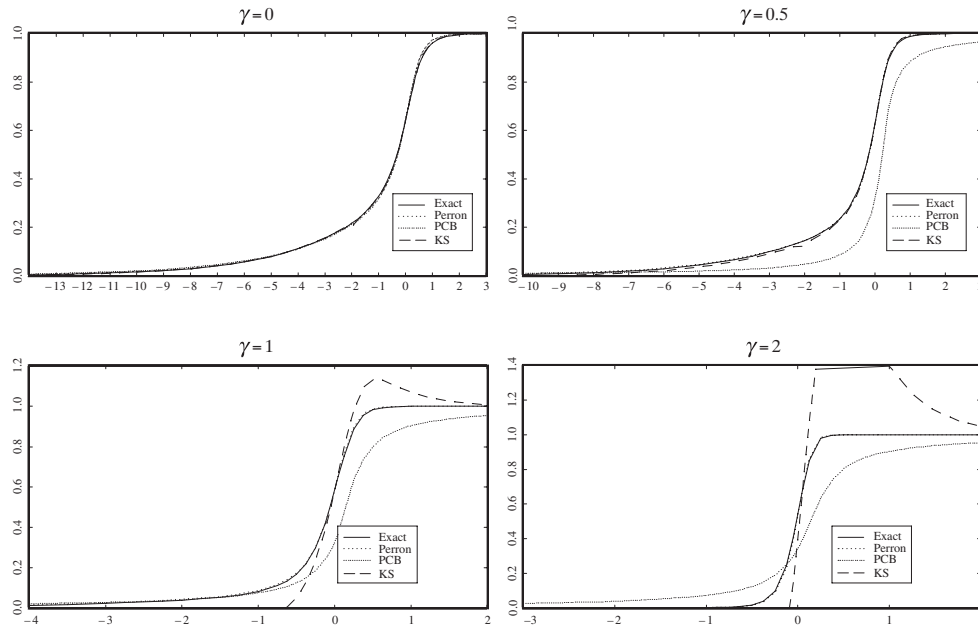 γ=0
1.0
0.8
0.6
0.4
0.2
0.0
Exact
Perron
PCB
KS
−13 −12 −11 −10 −9 −8 −7 −6 −5 −4 −3 −2 −1 0 1 2 3
γ=0.5
1.0
0.8
0.6
0.4
0.2
0.0
Exact
Perron
PCB
KS
−10 −9 −8 −7 −6 −5 −4 −3 −2 −1 0 1 2
γ=1
1.2
1.0
0.8
0.6
0.4
0.2
0.0
Exact
Perron
PCB
KS
−4 −3 −2 −1 0 1 2
γ=2
1.4
1.2
1.0
0.8
0.6
0.4
0.2
0.0
Exact
Perron
PCB
KS
−3 −2 −1 0 1